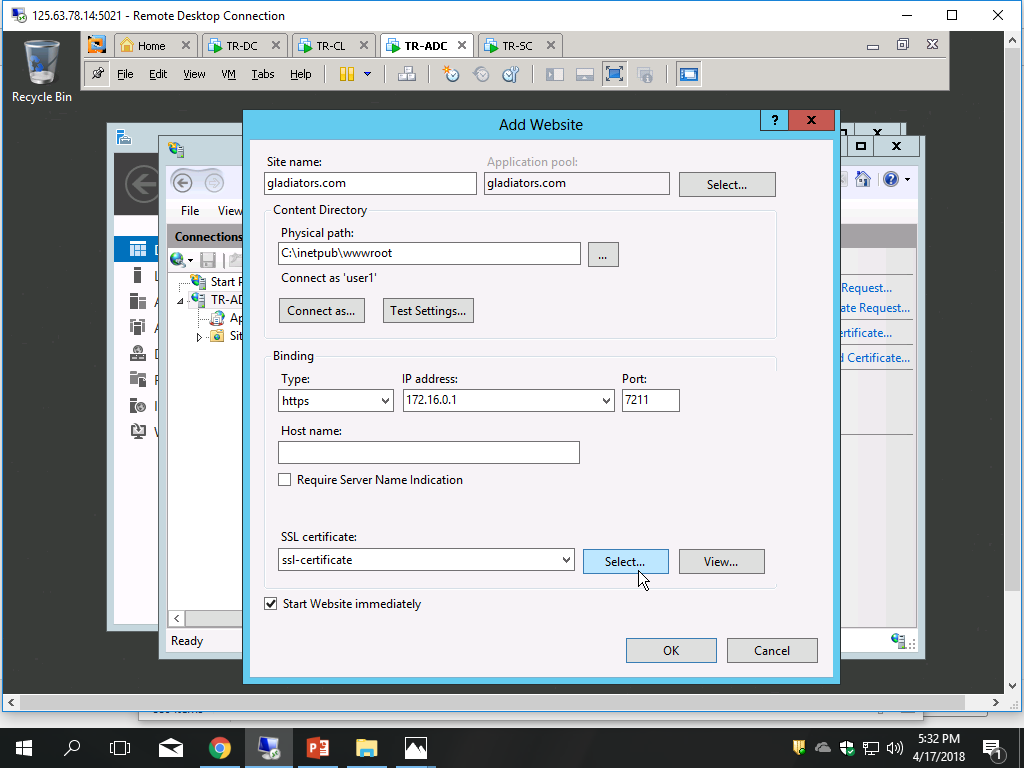 125.63.78.14:5021 - Remote Desktop Connection
Recycle Bin
Home
TR-DC
TR-CL
TR-ADC
TR-SC
File Edit View VM Tabs Help
Add Website
?
Site name:
Application pool:
gladiators.com
gladiators.com
Select...
Content Directory
Physical path:
C:\inetpub\wwwroot
...
Connect as 'user1'
Connect as...
Test Settings...
Binding
Type:
IP address:
Port:
https
172.16.0.1
7211
Host name:
Require Server Name Indication
SSL certificate:
ssl-certificate
Select...
View...
Start Website immediately
OK
Cancel
File View
Connections
Start P
TR-AD
Ap
Sit
Ready
Request...
ate Request...
ertificate...
d Certificate...
5:32 PM
4/17/2018
1